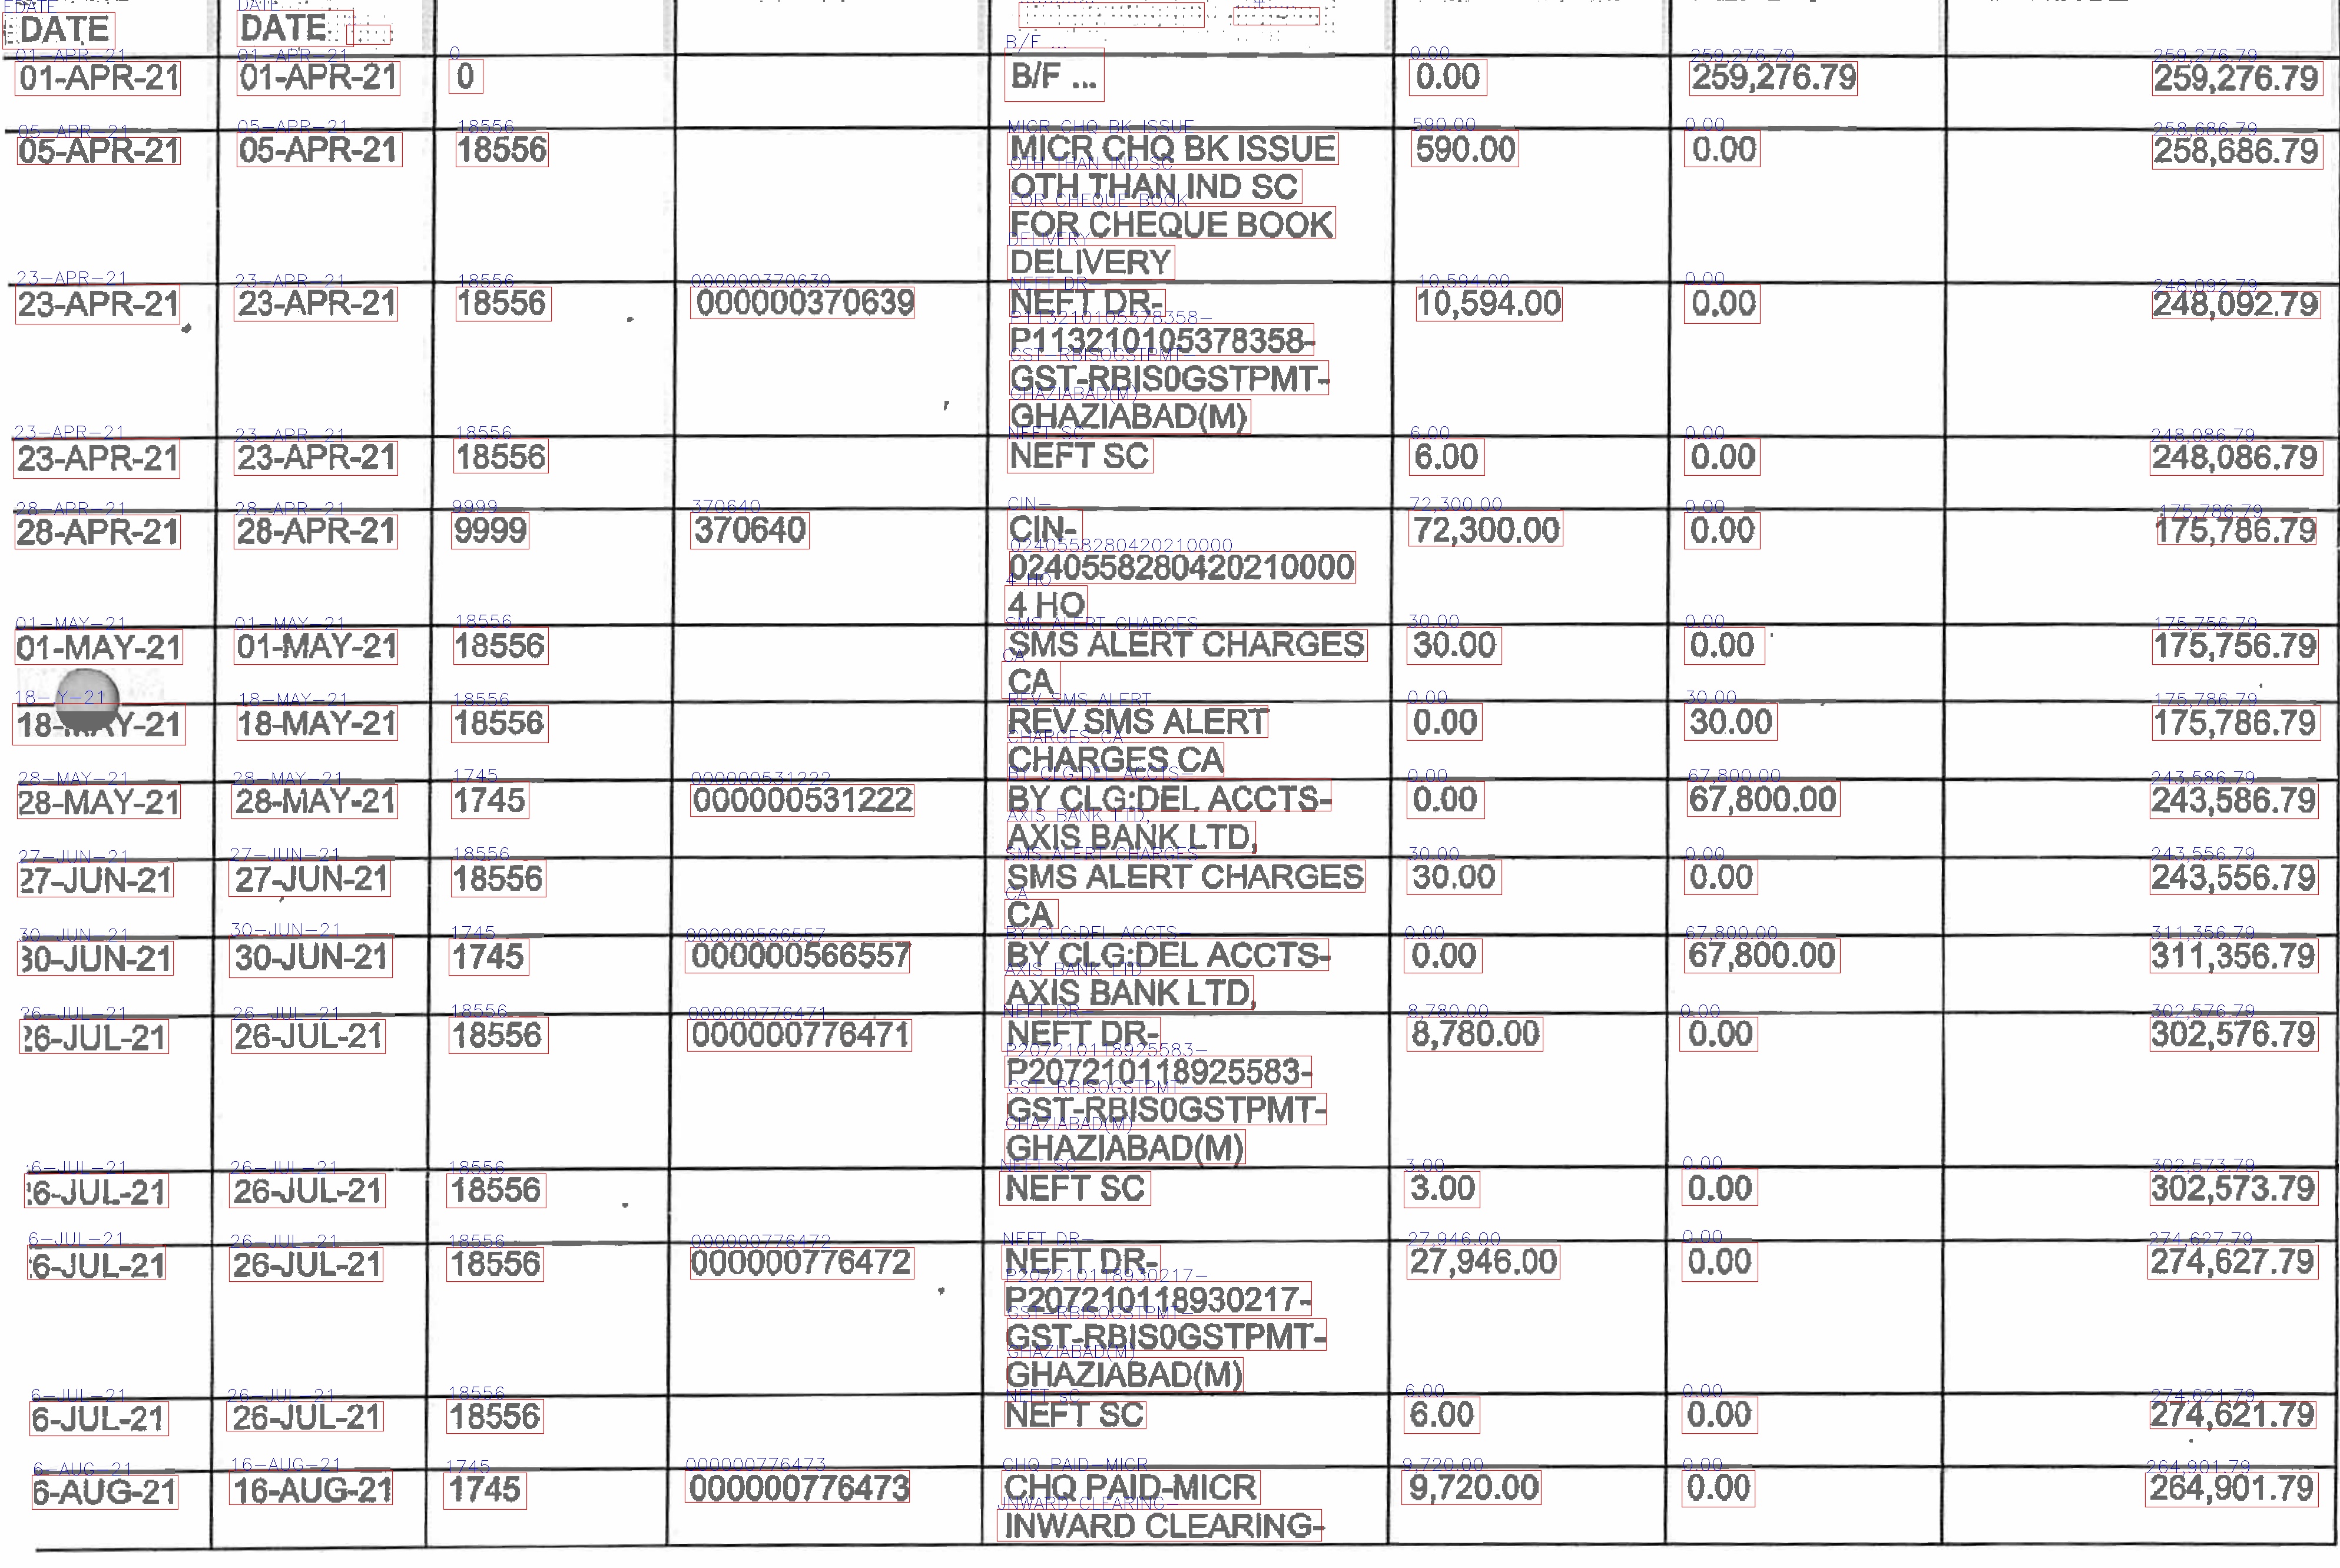 DATE DATE
01-APR-21 01-APR-21 0 B/F ... 0.00 259,276.79 259,276.79
05-APR-21 05-APR-21 18556 MICR CHQ BK ISSUE 590.00 0.00 258,686.79
OTH THAN IND SC
FOR CHEQUE BOOK
DELIVERY
23-APR-21 23-APR-21 18556 000000370639 NEFT DR- 10,594.00 0.00 248,092.79
P113210105378358-
GST-RBIS0GSTPMT-
GHAZIABAD(M)
23-APR-21 23-APR-21 18556 NEFT SC 6.00 0.00 248,086.79
28-APR-21 28-APR-21 9999 370640 CIN- 72,300.00 0.00 175,786.79
0240558280420210000
4 HO
01-MAY-21 01-MAY-21 18556 SMS ALERT CHARGES 30.00 0.00 175,756.79
CA
18-MAY-21 18-MAY-21 18556 REV SMS ALERT 0.00 30.00 175,786.79
CHARGES CA
28-MAY-21 28-MAY-21 1745 000000531222 BY CLG:DEL ACCTS- 0.00 67,800.00 243,586.79
AXIS BANK LTD,
27-JUN-21 27-JUN-21 18556 SMS ALERT CHARGES 30.00 0.00 243,556.79
CA
30-JUN-21 30-JUN-21 1745 000000566557 BY CLG:DEL ACCTS- 0.00 67,800.00 311,356.79
AXIS BANK LTD,
26-JUL-21 26-JUL-21 18556 000000776471 NEFT DR- 8,780.00 0.00 302,576.79
P207210118925583-
GST-RBIS0GSTPMT-
GHAZIABAD(M)
6-JUL-21 26-JUL-21 18556 NEFT SC 3.00 0.00 302,573.79
6-JUL-21 26-JUL-21 18556 000000776472 NEFT DR- 27,946.00 0.00 274,627.79
P207210118930217-
GST-RBIS0GSTPMT-
GHAZIABAD(M)
6-JUL-21 26-JUL-21 18556 NEFT SC 6.00 0.00 274,621.79
6-AUG-21 16-AUG-21 1745 000000776473 CHQ PAID-MICR 9,720.00 0.00 264,901.79
INWARD CLEARING-